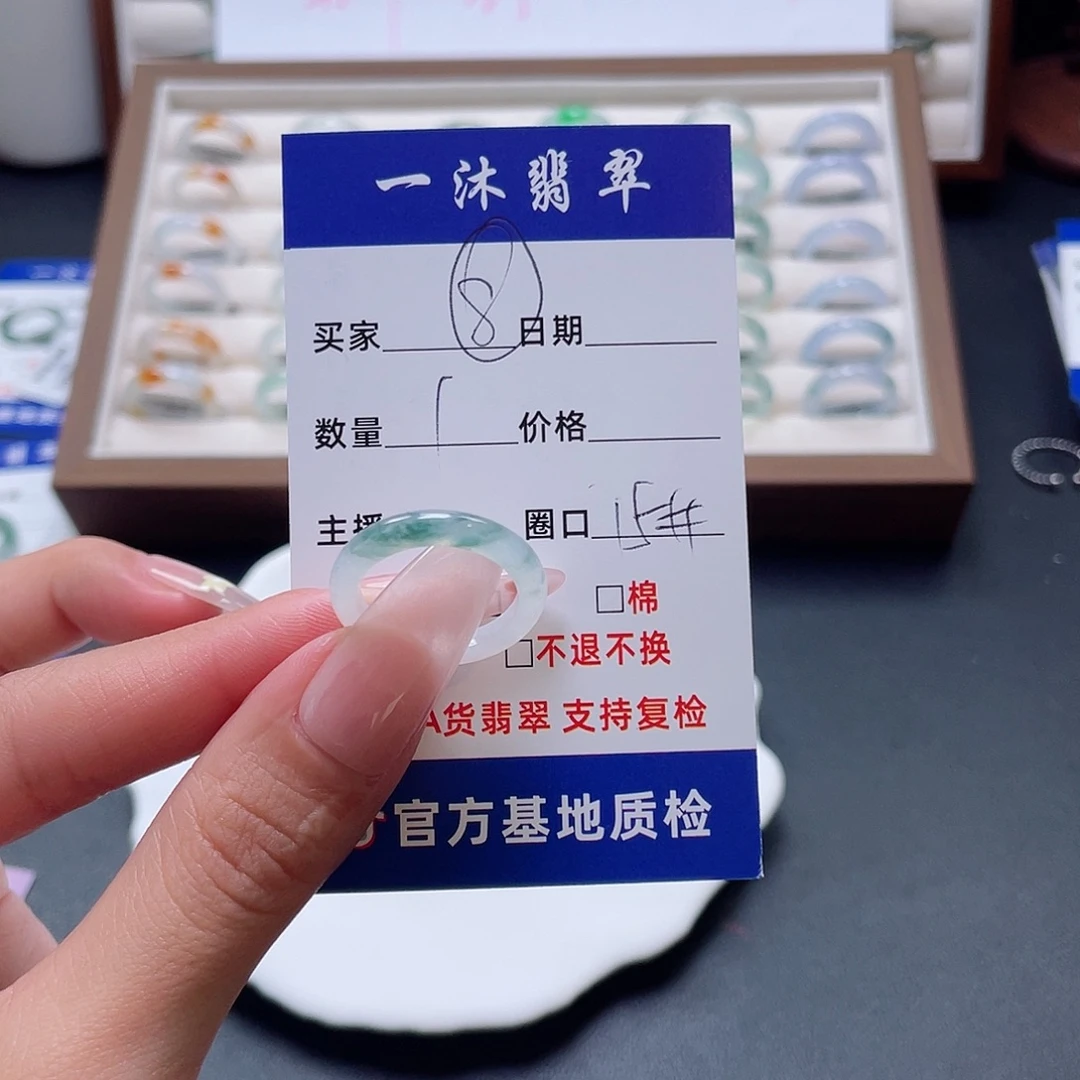 一沐翡翠
买家 8 日期
数量 1 价格
主播 圈口 15#
棉
不退不换
A货翡翠 支持复检
官方基地质检